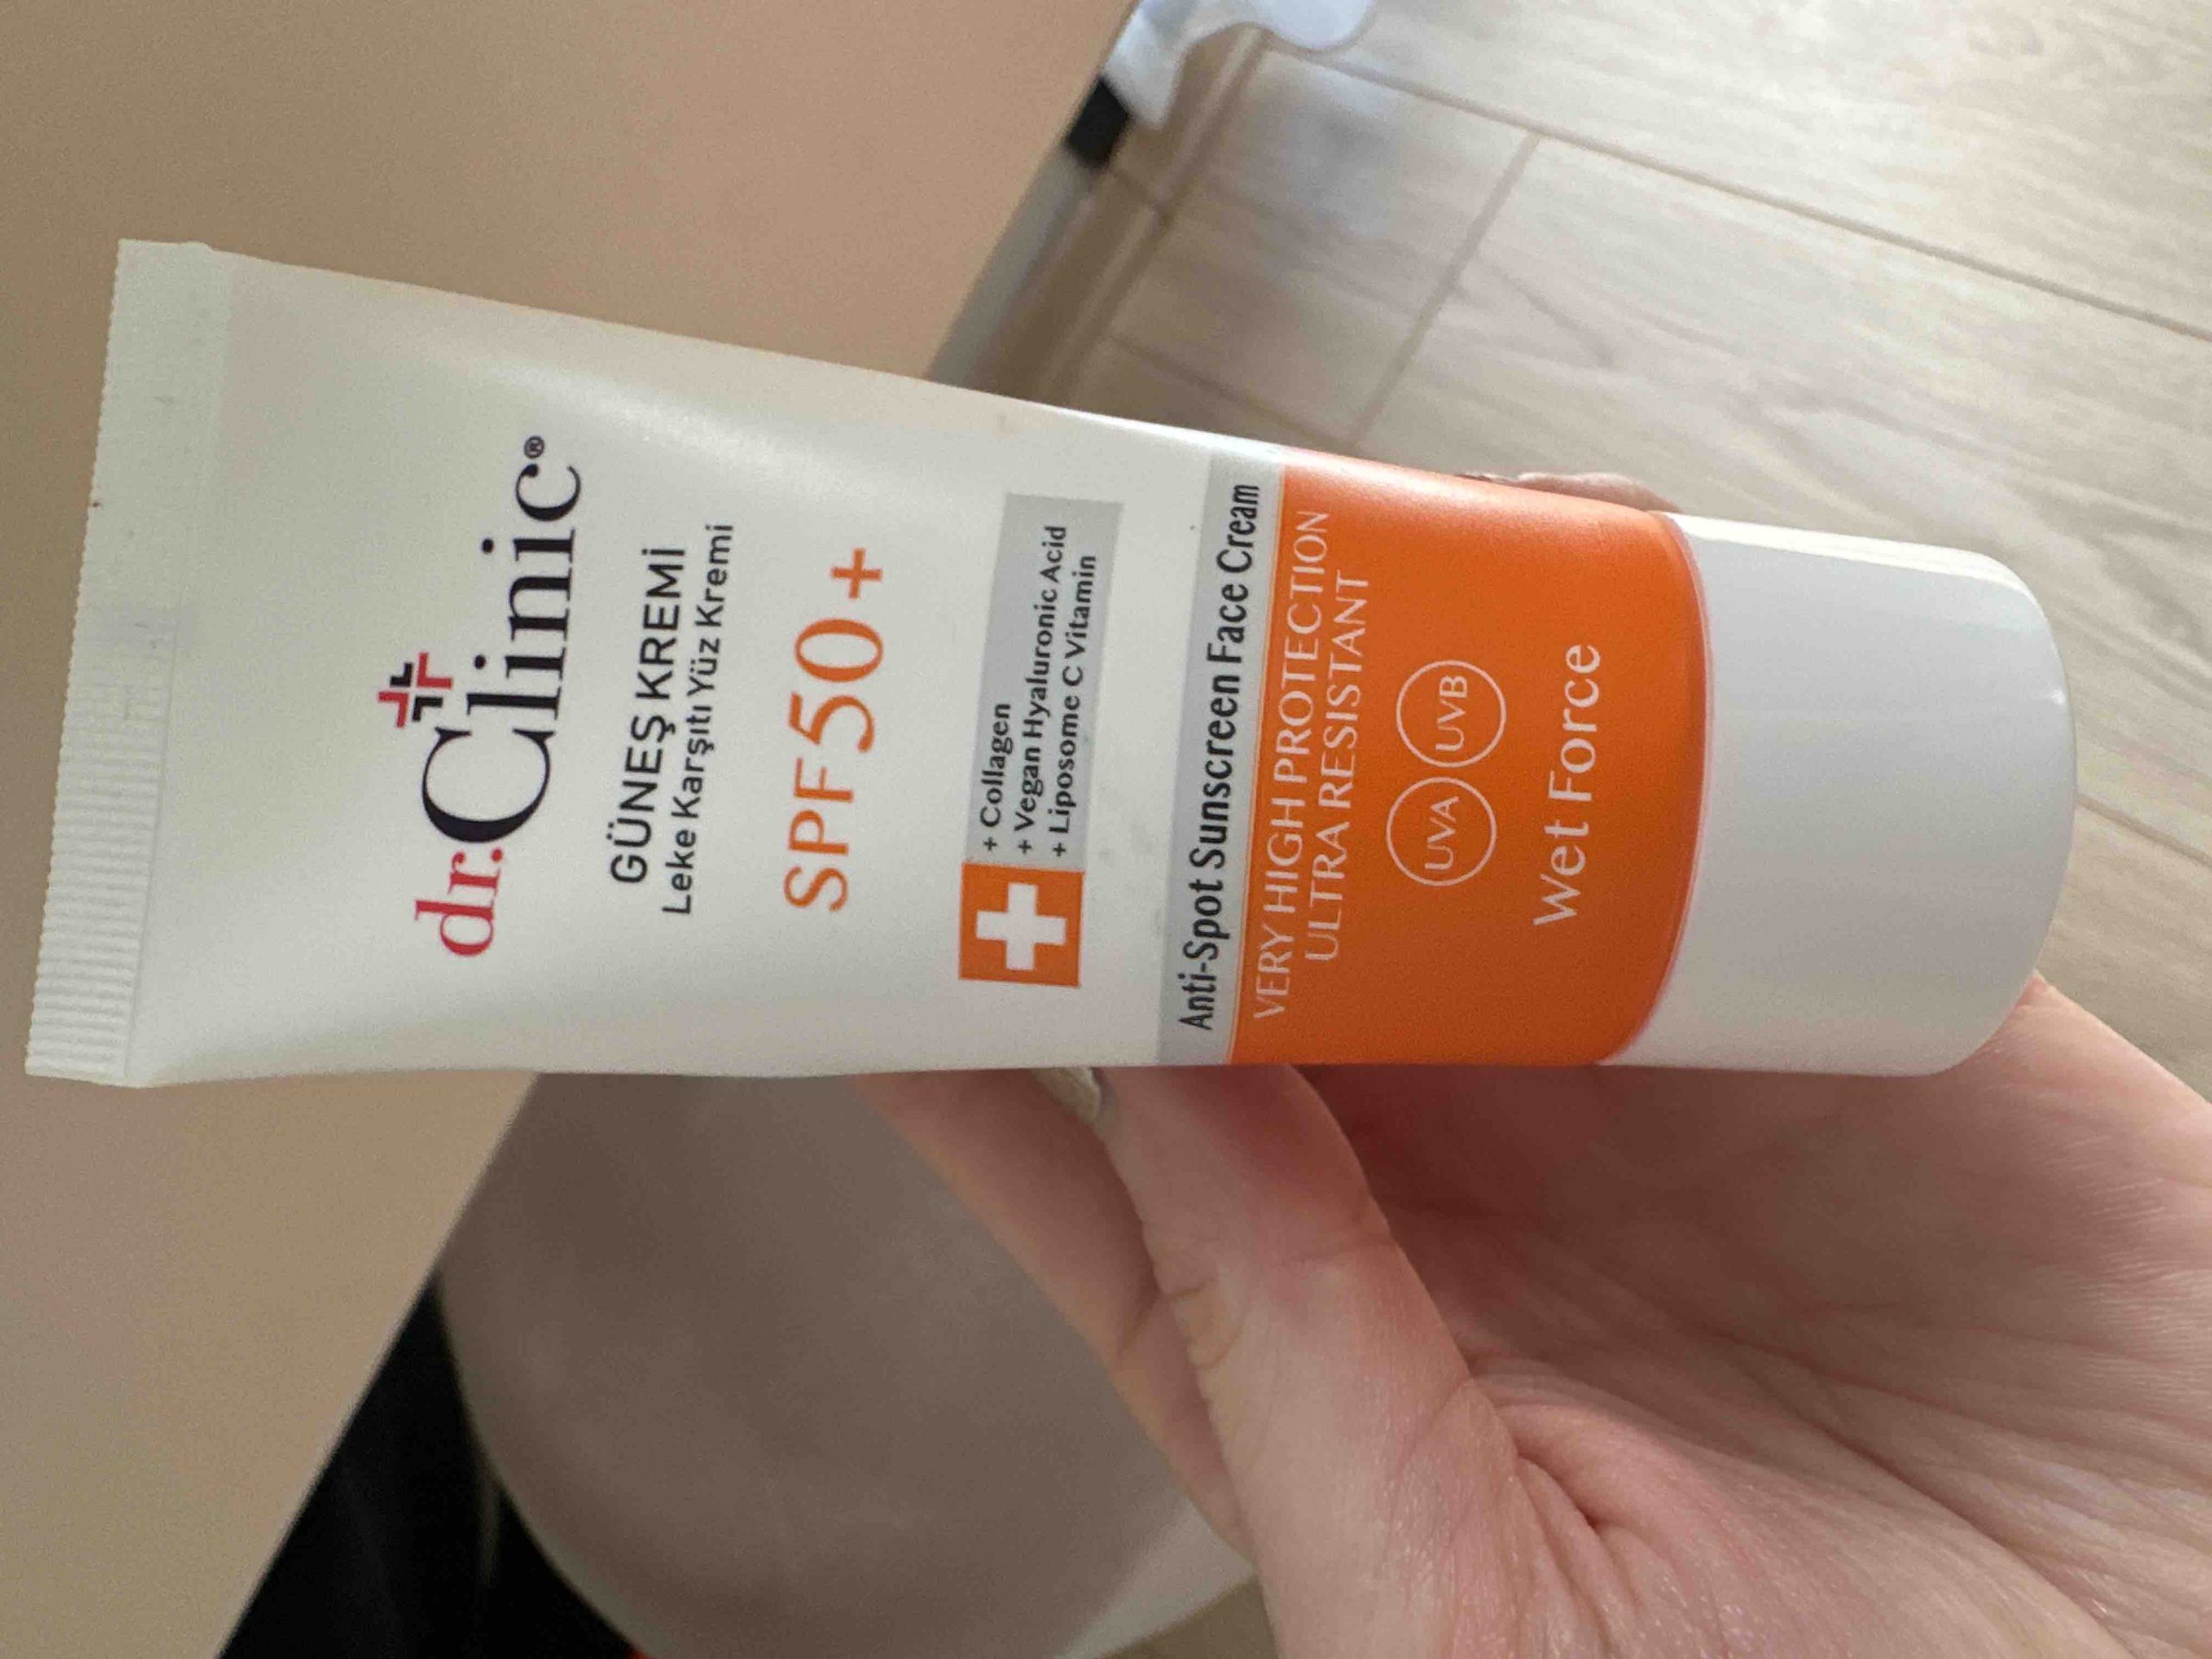 dr.Clinic®
GÜNEŞ KREMİ
Leke Karşıtı Yüz Kremi
SPF50+
+ Collagen
+ Vegan Hyaluronic Acid
+ Liposome C Vitamin
Anti-Spot Sunscreen Face Cream
VERY HIGH PROTECTION
ULTRA RESISTANT
UVA UVB
Wet Force